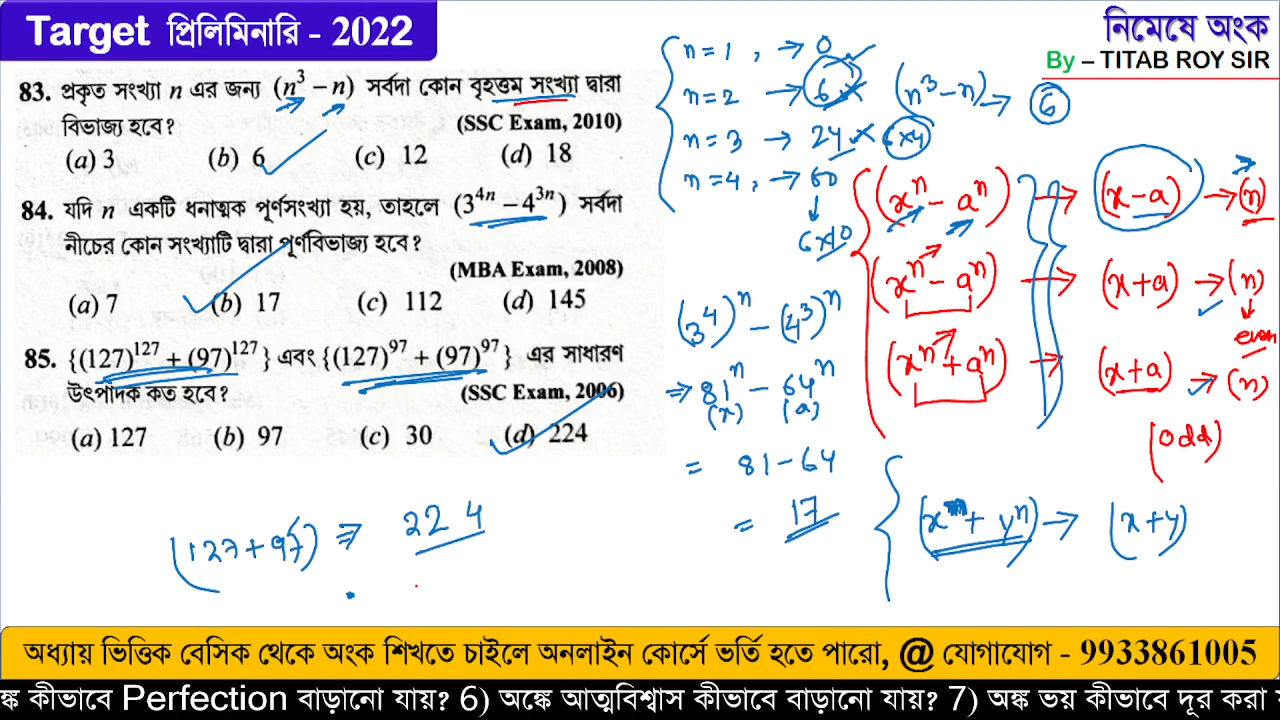 Target প্রিলিমিনারি - 2022
নিমেষে অংক
By – TITAB ROY SIR
83. প্রকৃত সংখ্যা n এর জন্য (n³ – n) সর্বদা কোন বৃহত্তম সংখ্যা দ্বারা
বিভাজ্য হবে?
(SSC Exam, 2010)
(a) 3 (b) 6 (c) 12 (d) 18
84. যদি n একটি ধনাত্মক পূর্ণসংখ্যা হয়, তাহলে (3⁴ⁿ – 4³ⁿ) সর্বদা
নীচের কোন সংখ্যাটি দ্বারা পূর্ণবিভাজ্য হবে?
(MBA Exam, 2008)
(a) 7 (b) 17 (c) 112 (d) 145
85. {(127)¹²⁷ + (97)¹²⁷} এবং {(127)⁹⁷ + (97)⁹⁷} এর সাধারণ
উৎপাদক কত হবে?
(SSC Exam, 2006)
(a) 127 (b) 97 (c) 30 (d) 224
(127+97) ⇒ 224
n=1, → 0
n=2 → 6
n=3 → 24 6×4
n=4, → 60
↓
6×10
(n³-n) → 6
(xⁿ - aⁿ) → (x-a) → (n)
(xⁿ - aⁿ) → (x+a) → (n)
↓
even
(xⁿ + aⁿ) → (x+a) → (n)
(odd)
(3⁴)ⁿ - (4³)ⁿ
⇒ 81ⁿ - 64ⁿ
(x) (a)
= 81-64
= 17
(xⁿ + yⁿ) → (x+y)
অধ্যায় ভিত্তিক বেসিক থেকে অংক শিখতে চাইলে অনলাইন কোর্সে ভর্তি হতে পারো, @ যোগাযোগ - 9933861005
ঙ্ক কীভাবে Perfection বাড়ানো যায়? 6) অঙ্কে আত্মবিশ্বাস কীভাবে বাড়ানো যায়? 7) অঙ্ক ভয় কীভাবে দূর করা